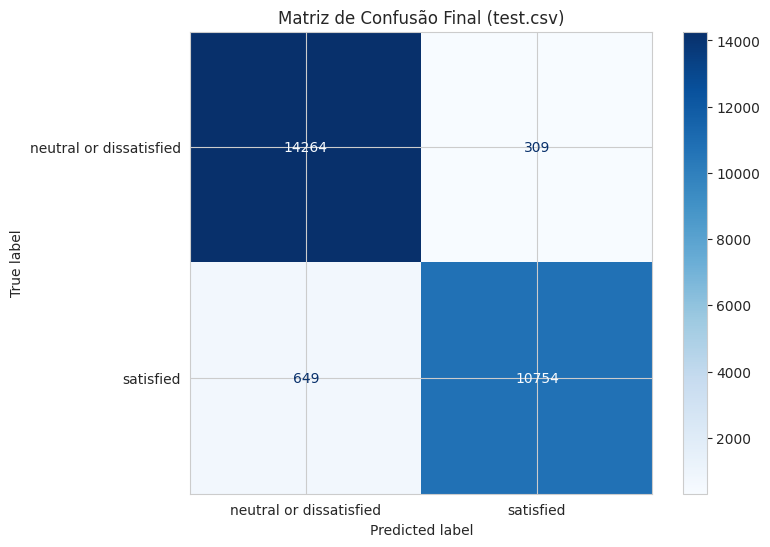 Matriz de Confusão Final (test.csv)
True label
neutral or dissatisfied
satisfied
14264
309
649
10754
neutral or dissatisfied
satisfied
Predicted label
14000
12000
10000
8000
6000
4000
2000